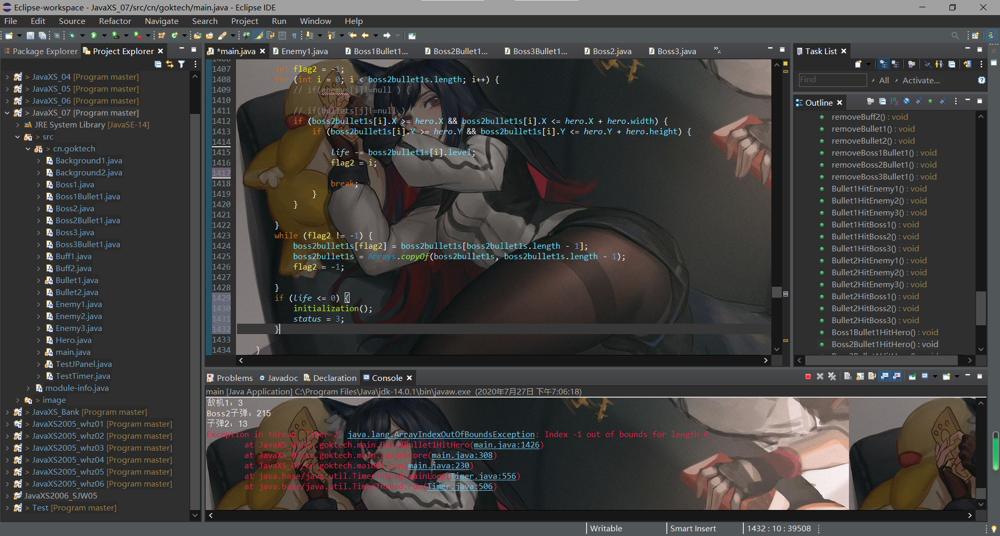 Eclipse-workspace - JavaXS_07/src/cn/goktech/main.java - Eclipse IDE
File Edit Source Refactor Navigate Search Project Run Window Help
Package Explorer Project Explorer
JavaXS_04 [Program master]
JavaXS_05 [Program master]
JavaXS_06 [Program master]
JavaXS_07 [Program master]
JRE System Library [JavaSE-14]
src
cn.goktech
Background1.java
Background2.java
Boss1.java
Boss1Bullet1.java
Boss2.java
Boss2Bullet1.java
Boss3.java
Boss3Bullet1.java
Buff1.java
Buff2.java
Bullet1.java
Bullet2.java
Enemy1.java
Enemy2.java
Enemy3.java
Hero.java
main.java
TestJPanel.java
TestTimer.java
module-info.java
image
JavaXS_Bank [Program master]
JavaXS2005_whz01 [Program master]
JavaXS2005_whz02 [Program master]
JavaXS2005_whz03 [Program master]
JavaXS2005_whz04 [Program master]
JavaXS2005_whz05 [Program master]
JavaXS2005_whz06 [Program master]
JavaXS2006_SJW05
Test [Program master]
*main.java Enemy1.java Boss1Bullet1... Boss2Bullet1... Boss3Bullet1... Boss2.java Boss3.java »6
1407 int flag2 = -1;
1408 for (int i = 0; i < boss2bullet1s.length; i++) {
1409 // if(enemys[i]!=null ) {
1410
1411 // if(bullets[j]!=null ) {
1412 if (boss2bullet1s[i].X >= hero.X && boss2bullet1s[i].X <= hero.X + hero.width) {
1413 if (boss2bullet1s[i].Y >= hero.Y && boss2bullet1s[i].Y <= hero.Y + hero.height) {
1414
1415 life -= boss2bullet1s[i].level;
1416 flag2 = i;
1417
1418 break;
1419 }
1420 }
1421
1422 }
1423 while (flag2 != -1) {
1424 boss2bullet1s[flag2] = boss2bullet1s[boss2bullet1s.length - 1];
1425 boss2bullet1s = Arrays.copyOf(boss2bullet1s, boss2bullet1s.length - 1);
1426 flag2 = -1;
1427
1428 }
1429 if (life <= 0) {
1430 initialization();
1431 status = 3;
1432 }
1433
1434 }
Task List
Find All Activate...
Outline
removeBuff2() : void
removeBullet1() : void
removeBullet2() : void
removeBoss1Bullet1() : void
removeBoss2Bullet1() : void
removeBoss3Bullet1() : void
Bullet1HitEnemy1() : void
Bullet1HitEnemy2() : void
Bullet1HitEnemy3() : void
Bullet1HitBoss1() : void
Bullet1HitBoss2() : void
Bullet1HitBoss3() : void
Bullet2HitEnemy1() : void
Bullet2HitEnemy2() : void
Bullet2HitEnemy3() : void
Bullet2HitBoss1() : void
Bullet2HitBoss2() : void
Bullet2HitBoss3() : void
Boss1Bullet1HitHero() : void
Boss2Bullet1HitHero() : void
Problems Javadoc Declaration Console
main [Java Application] C:\Program Files\Java\jdk-14.0.1\bin\javaw.exe (2020年7月27日 下午7:06:18)
敌机1: 3
Boss2子弹: 215
子弹2: 13
Exception in thread "Timer-2" java.lang.ArrayIndexOutOfBoundsException: Index -1 out of bounds for length 0
at JavaXS_07/cn.goktech.main.Boss2Bullet1HitHero(main.java:1426)
at JavaXS_07/cn.goktech.main.JudgeScore(main.java:308)
at JavaXS_07/cn.goktech.main$1.run(main.java:230)
at java.base/java.util.TimerThread.mainLoop(Timer.java:556)
at java.base/java.util.TimerThread.run(Timer.java:506)
Writable Smart Insert 1432 : 10 : 39508